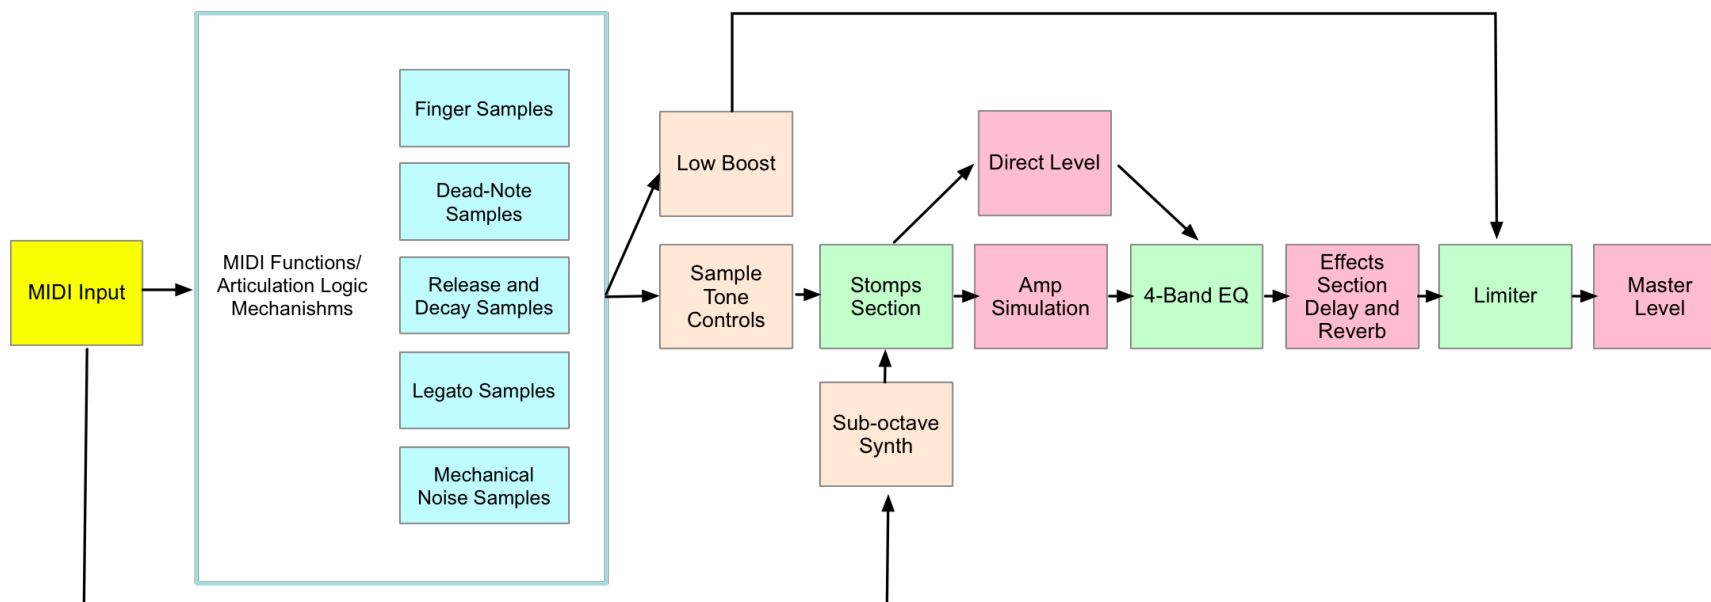 MIDI Input
MIDI Functions/
Articulation Logic
Mechanishms
Finger Samples
Dead-Note
Samples
Release and
Decay Samples
Legato Samples
Mechanical
Noise Samples
Low Boost
Sample
Tone
Controls
Stomps
Section
Sub-octave
Synth
Direct Level
Amp
Simulation
4-Band EQ
Effects
Section
Delay and
Reverb
Limiter
Master
Level